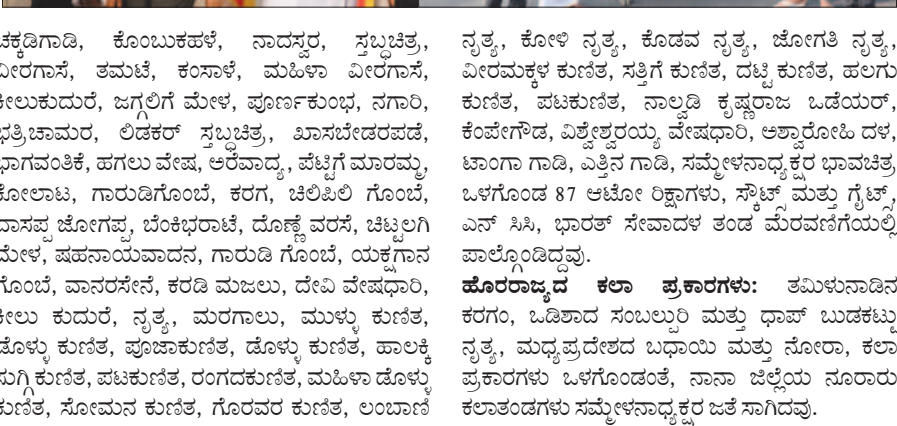 ಚಕ್ಕಡಿಗಾಡಿ, ಕೊಂಬುಕಹಳೆ, ನಾದಸ್ವರ, ಸ್ತಬ್ಧಚಿತ್ರ,
ವೀರಗಾಸೆ, ತಮಟೆ, ಕಂಸಾಳೆ, ಮಹಿಳಾ ವೀರಗಾಸೆ,
ಕೀಲುಕುದುರೆ, ಜಗ್ಗಲಿಗೆ ಮೇಳ, ಪೂರ್ಣಕುಂಭ, ನಗಾರಿ,
ಛತ್ರಿಚಾಮರ, ಲಿಡಕರ್ ಸ್ತಬ್ಧಚಿತ್ರ, ಖಾಸಬೇಡರಪಡೆ,
ಭಾಗವಂತಿಕೆ, ಹಗಲು ವೇಷ, ಅರೆವಾದ್ಯ, ಪೆಟ್ಟಿಗೆ ಮಾರಮ್ಮ,
ಕೋಲಾಟ, ಗಾರುಡಿಗೊಂಬೆ, ಕರಗ, ಚಿಲಿಪಿಲಿ ಗೊಂಬೆ,
ದಾಸಪ್ಪ ಜೋಗಪ್ಪ, ಬೆಂಕಿಭರಾಟೆ, ದೊಣ್ಣೆ ವರಸೆ, ಚಿಟ್ಟಲಗಿ
ಮೇಳ, ಷಹನಾಯವಾದನ, ಗಾರುಡಿ ಗೊಂಬೆ, ಯಕ್ಷಗಾನ
ಗೊಂಬೆ, ವಾನರಸೇನೆ, ಕರಡಿ ಮಜಲು, ದೇವಿ ವೇಷಧಾರಿ,
ಕೀಲು ಕುದುರೆ, ನೃತ್ಯ, ಮರಗಾಲು, ಮುಳ್ಳು ಕುಣಿತ,
ಡೊಳ್ಳು ಕುಣಿತ, ಪೂಜಾಕುಣಿತ, ಡೊಳ್ಳು ಕುಣಿತ, ಹಾಲಕ್ಕಿ
ಸುಗ್ಗಿ ಕುಣಿತ, ಪಟಕುಣಿತ, ರಂಗದಕುಣಿತ, ಮಹಿಳಾ ಡೊಳ್ಳು
ಕುಣಿತ, ಸೋಮನ ಕುಣಿತ, ಗೊರವರ ಕುಣಿತ, ಲಂಬಾಣಿ
ನೃತ್ಯ, ಕೋಳಿ ನೃತ್ಯ, ಕೊಡವ ನೃತ್ಯ, ಜೋಗತಿ ನೃತ್ಯ,
ವೀರಮಕ್ಕಳ ಕುಣಿತ, ಸತ್ತಿಗೆ ಕುಣಿತ, ದಟ್ಟಿ ಕುಣಿತ, ಹಲಗು
ಕುಣಿತ, ಪಟಕುಣಿತ, ನಾಲ್ವಡಿ ಕೃಷ್ಣರಾಜ ಒಡೆಯರ್,
ಕೆಂಪೇಗೌಡ, ವಿಶ್ವೇಶ್ವರಯ್ಯ ವೇಷಧಾರಿ, ಅಶ್ವಾರೋಹಿ ದಳ,
ಟಾಂಗಾ ಗಾಡಿ, ಎತ್ತಿನ ಗಾಡಿ, ಸಮ್ಮೇಳನಾಧ್ಯಕ್ಷರ ಭಾವಚಿತ್ರ
ಒಳಗೊಂಡ 87 ಆಟೋ ರಿಕ್ಷಾಗಳು, ಸ್ಕೌಟ್ಸ್ ಮತ್ತು ಗೈಟ್ಸ್,
ಎನ್ ಸಿಸಿ, ಭಾರತ್ ಸೇವಾದಳ ತಂಡ ಮೆರವಣಿಗೆಯಲ್ಲಿ
ಪಾಲ್ಗೊಂಡಿದ್ದವು.
ಹೊರರಾಜ್ಯದ ಕಲಾ ಪ್ರಕಾರಗಳು: ತಮಿಳುನಾಡಿನ
ಕರಗಂ, ಒಡಿಶಾದ ಸಂಬಲ್ಪುರಿ ಮತ್ತು ಧಾಪ್ ಬುಡಕಟ್ಟು
ನೃತ್ಯ, ಮಧ್ಯಪ್ರದೇಶದ ಬಧಾಯಿ ಮತ್ತು ನೋರಾ, ಕಲಾ
ಪ್ರಕಾರಗಳು ಒಳಗೊಂಡಂತೆ, ನಾನಾ ಜಿಲ್ಲೆಯ ನೂರಾರು
ಕಲಾತಂಡಗಳು ಸಮ್ಮೇಳನಾಧ್ಯಕ್ಷರ ಜತೆ ಸಾಗಿದವು.